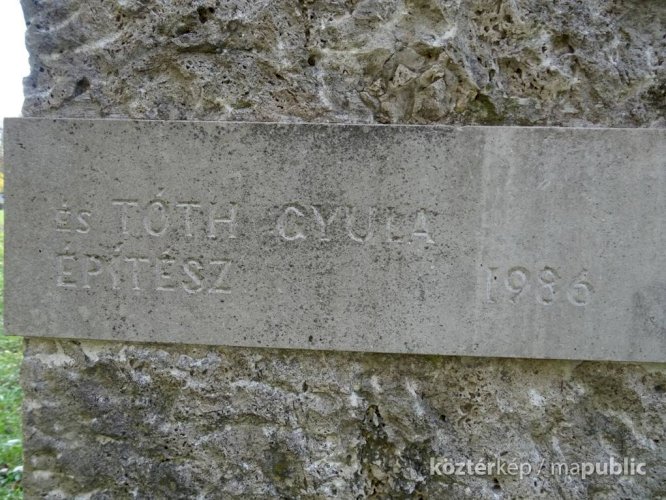 és TÓTH GYULA
ÉPÍTÉSZ 1986
köztérkép / mapublic